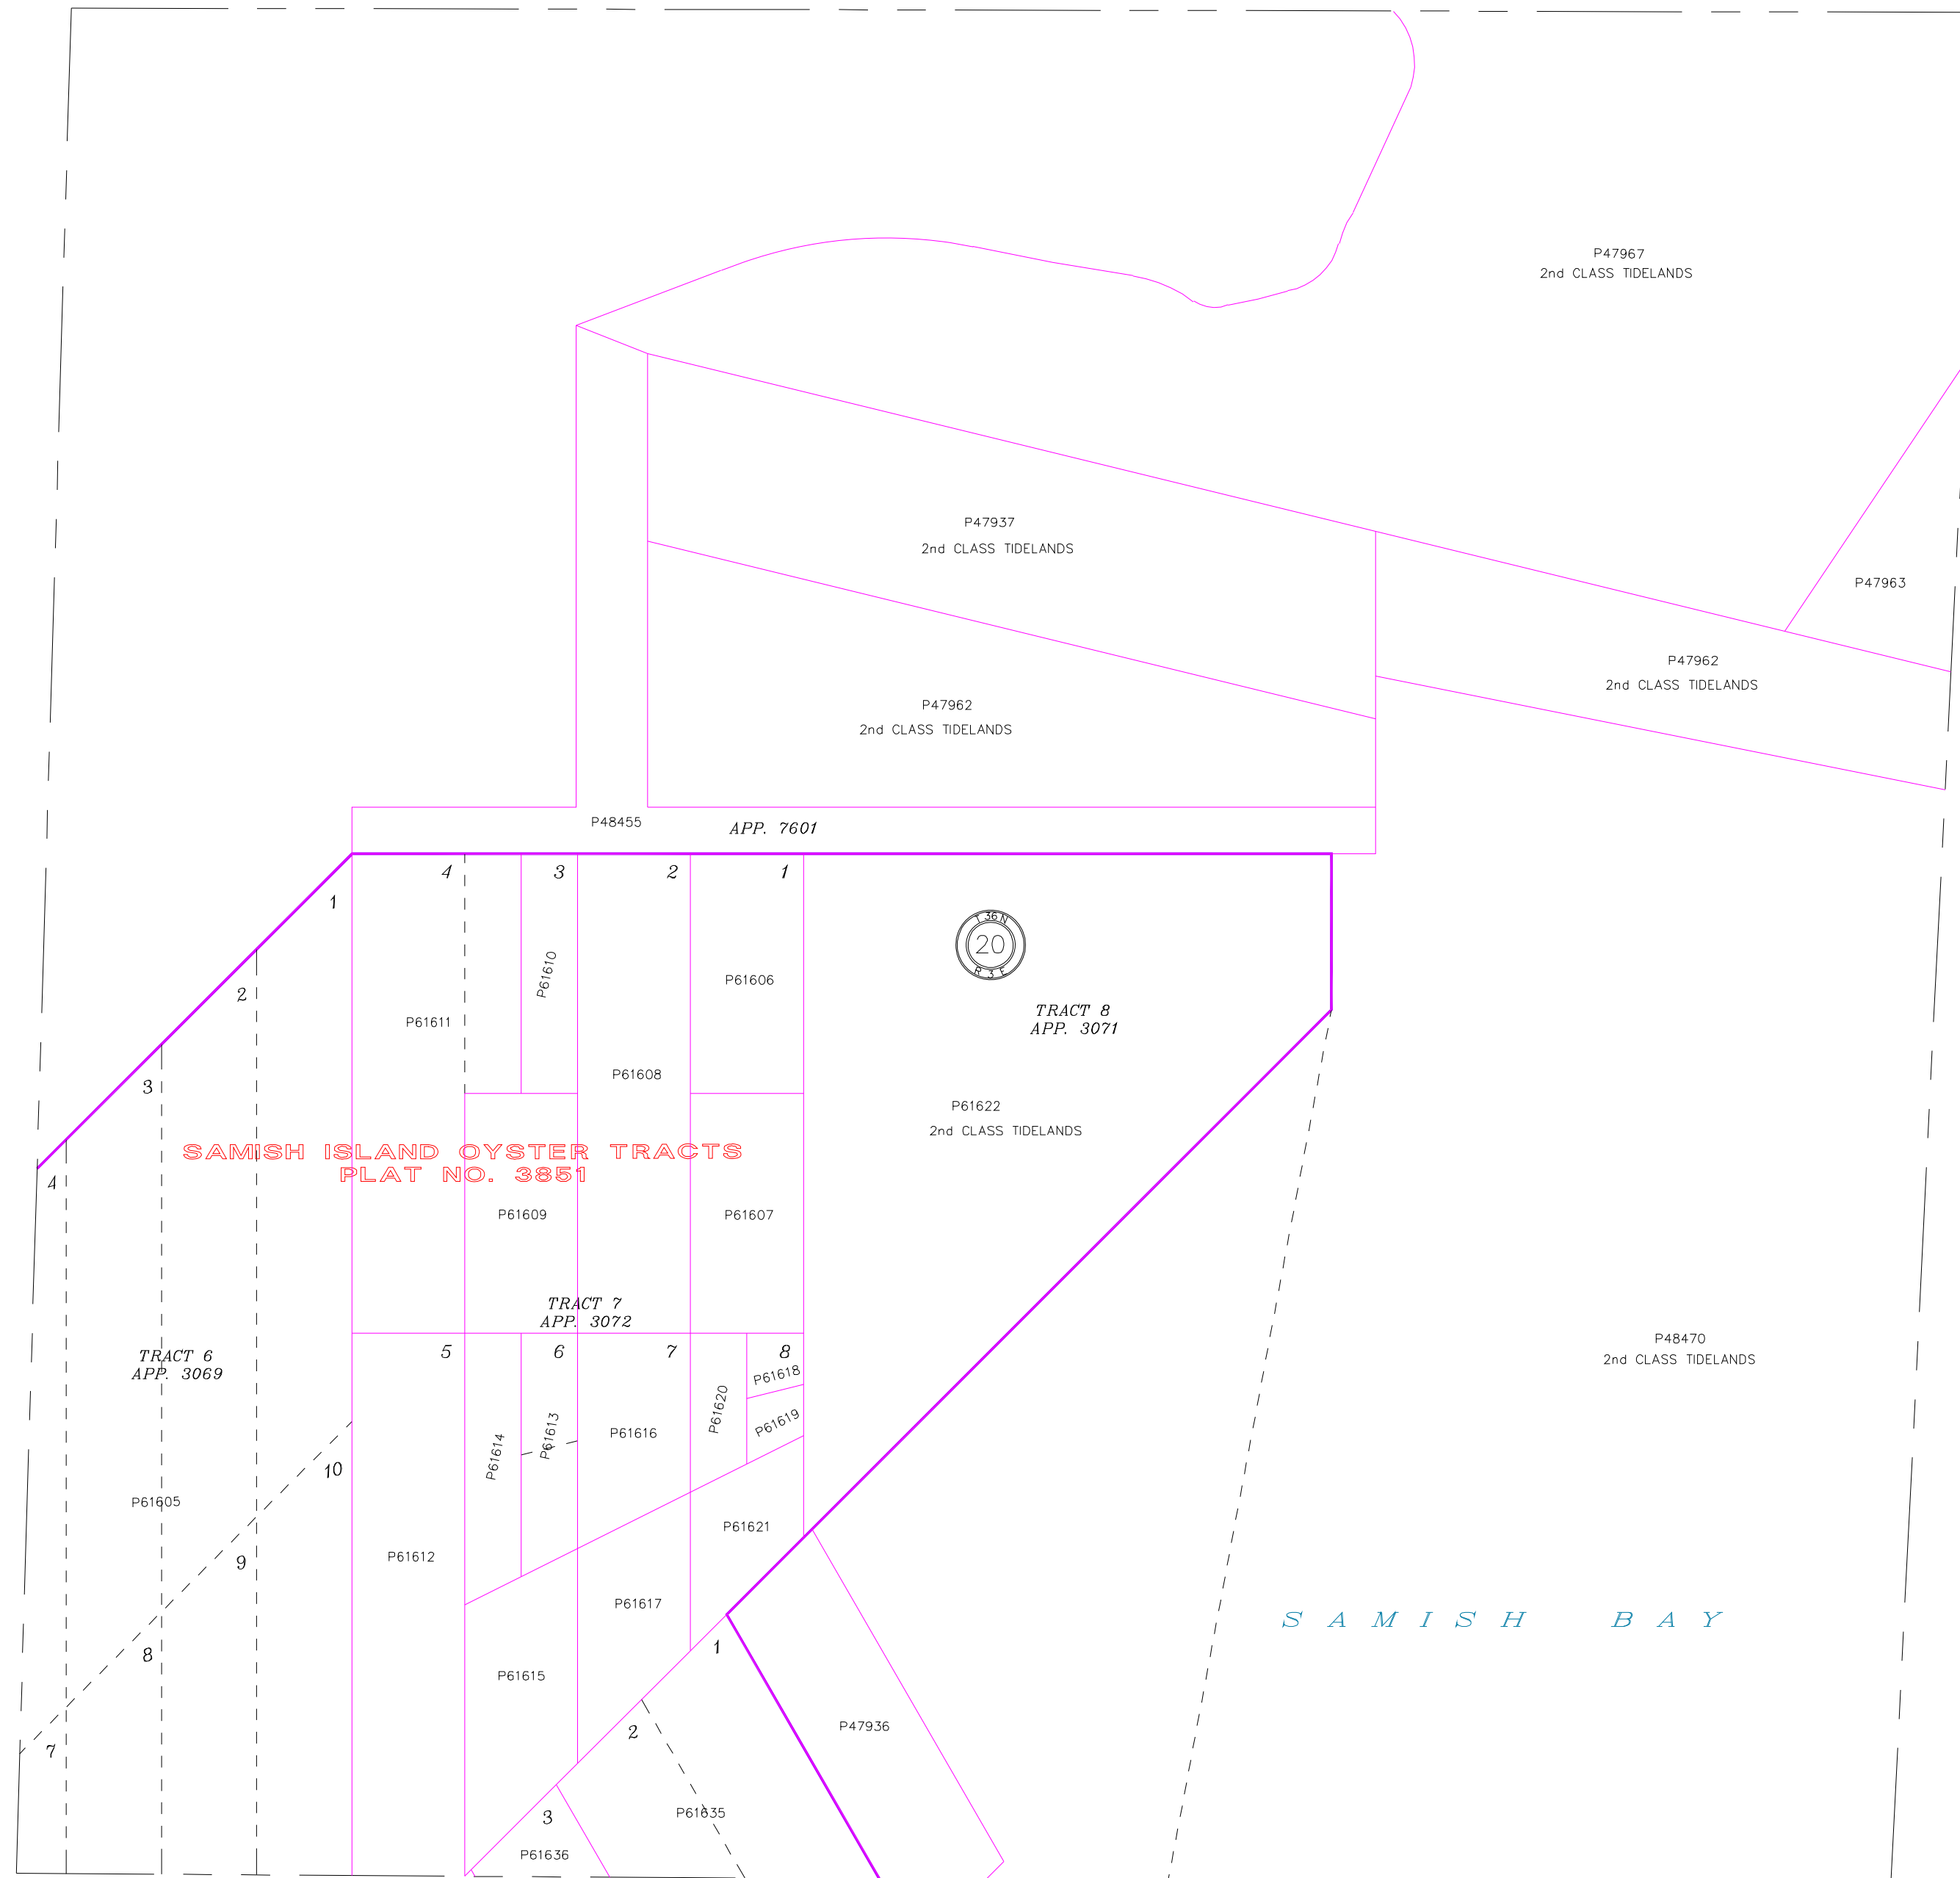 P47967
2nd CLASS TIDELANDS
P47937
2nd CLASS TIDELANDS
P47963
P47962
2nd CLASS TIDELANDS
P47962
2nd CLASS TIDELANDS
P48455
APP. 7601
4
3
2
1
1
T 36 N
20
R 3 E
P61610
P61606
2
TRACT 8
APP. 3071
P61611
P61608
3
P61622
2nd CLASS TIDELANDS
SAMISH ISLAND OYSTER TRACTS
PLAT NO. 3851
4
P61609
P61607
TRACT 7
APP. 3072
P48470
2nd CLASS TIDELANDS
5
6
7
8
TRACT 6
APP. 3069
P61618
P61620
P61619
P61613
P61616
P61614
10
P61605
P61621
P61612
9
P61617
SAMISH BAY
8
1
P61615
7
2
P47936
3
P61635
P61636